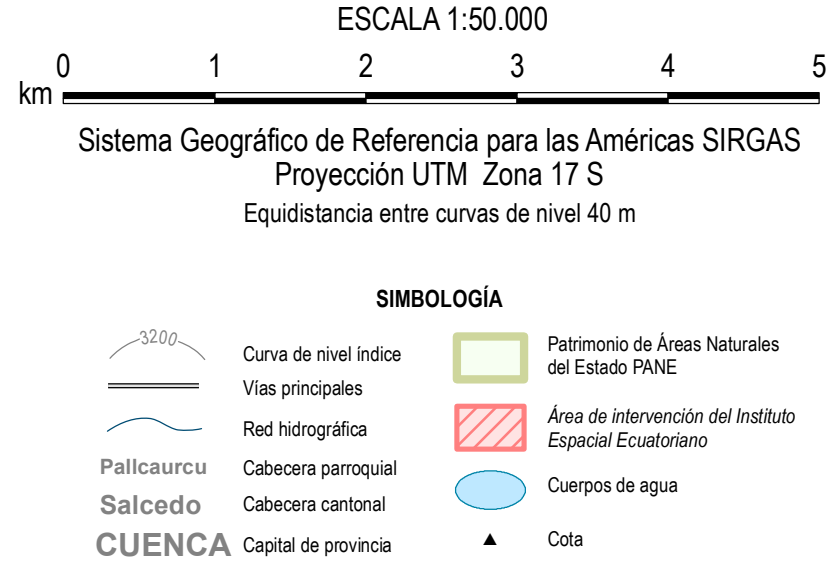 ESCALA 1:50.000
0 1 2 3 4 5
km
Sistema Geográfico de Referencia para las Américas SIRGAS
Proyección UTM Zona 17 S
Equidistancia entre curvas de nivel 40 m
SIMBOLOGÍA
3200
Curva de nivel índice
Vías principales
Red hidrográfica
Pallcaurcu Cabecera parroquial
Salcedo Cabecera cantonal
CUENCA Capital de provincia
Patrimonio de Áreas Naturales
del Estado PANE
Área de intervención del Instituto
Espacial Ecuatoriano
Cuerpos de agua
Cota